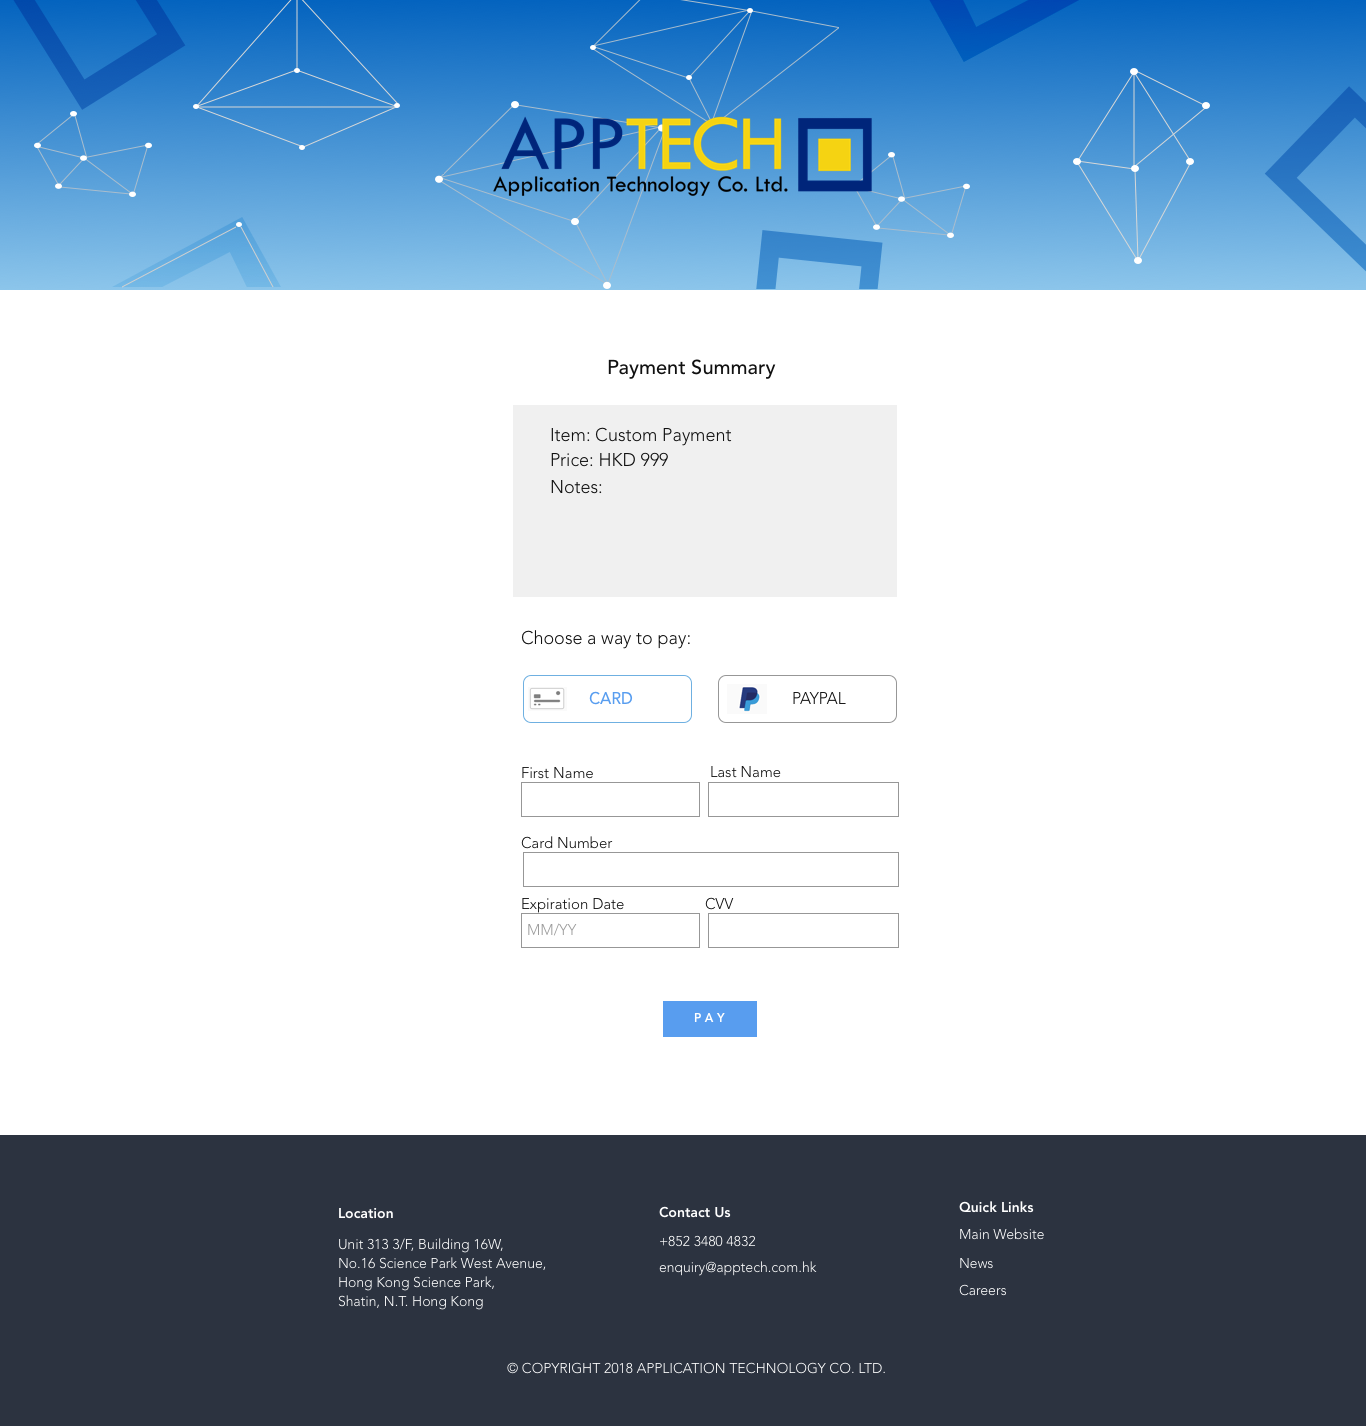 APPTECH
Application Technology Co. Ltd.
Payment Summary
Item: Custom Payment
Price: HKD 999
Notes:
Choose a way to pay:
CARD
PAYPAL
First Name
Last Name
Card Number
Expiration Date
CVV
MM/YY
PAY
Location
Unit 313 3/F, Building 16W,
No.16 Science Park West Avenue,
Hong Kong Science Park,
Shatin, N.T. Hong Kong
Contact Us
+852 3480 4832
enquiry@apptech.com.hk
Quick Links
Main Website
News
Careers
© COPYRIGHT 2018 APPLICATION TECHNOLOGY CO. LTD.